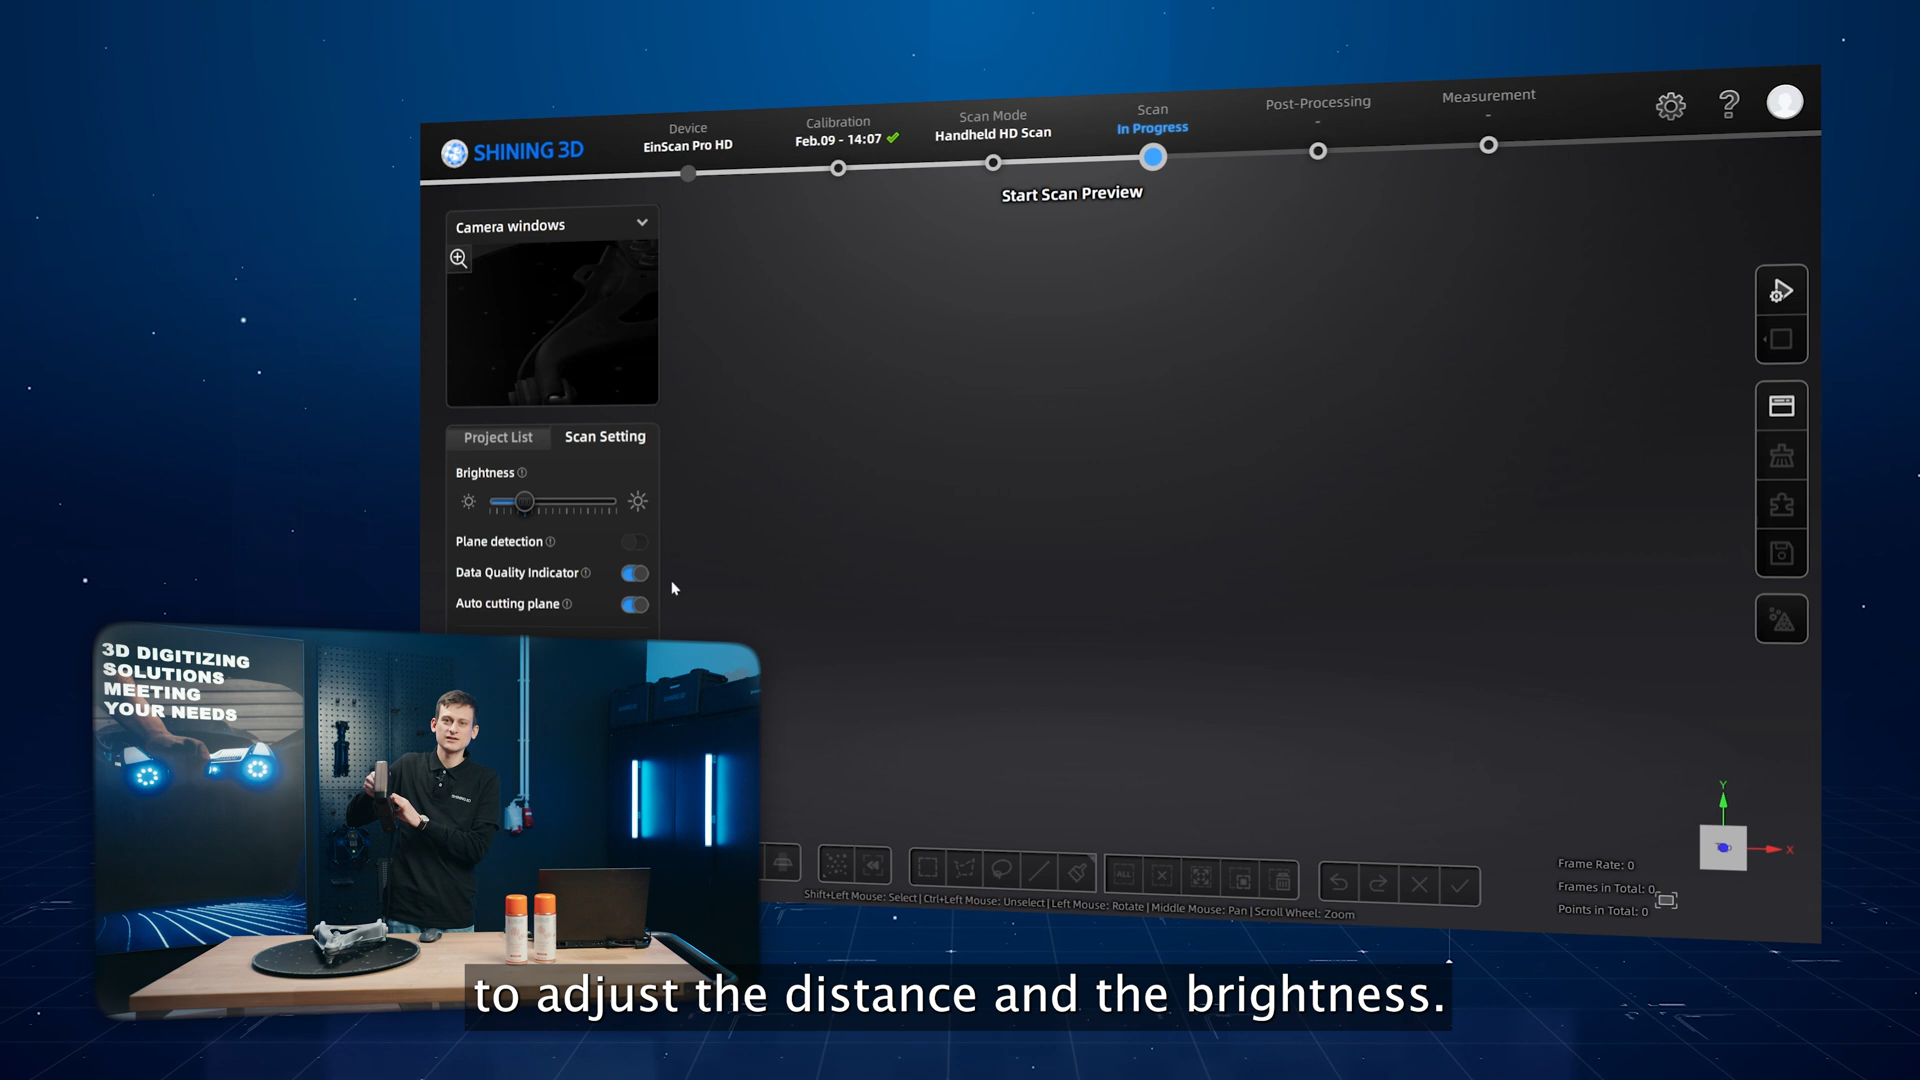 SHINING 3D
Device
EinScan Pro HD
Calibration
Feb.09 - 14:07
Scan Mode
Handheld HD Scan
Scan
In Progress
Post-Processing
-
Measurement
-
Start Scan Preview
Camera windows
Project List
Scan Setting
Brightness
Plane detection
Data Quality Indicator
Auto cutting plane
3D DIGITIZING
SOLUTIONS
MEETING
YOUR NEEDS
SHINING3D
ALL
Shift+Left Mouse: Select | Ctrl+Left Mouse: Unselect | Left Mouse: Rotate | Middle Mouse: Pan | Scroll Wheel: Zoom
Frame Rate: 0
Frames in Total: 0
Points in Total: 0
Y
X
to adjust the distance and the brightness.